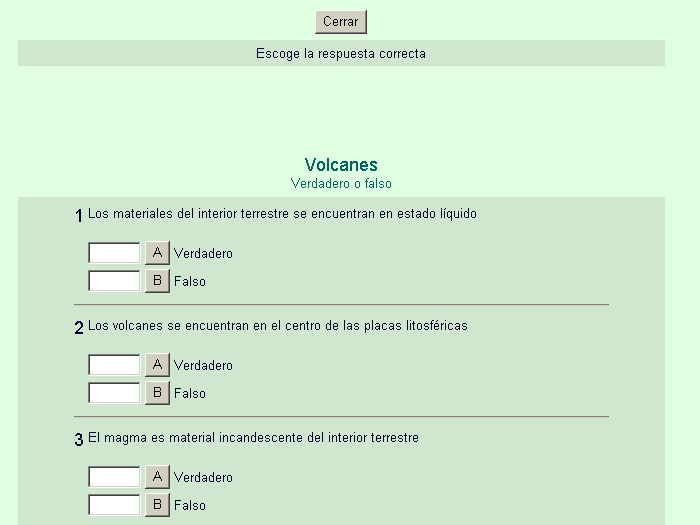 Cerrar
Escoge la respuesta correcta
Volcanes
Verdadero o falso
1 Los materiales del interior terrestre se encuentran en estado líquido
A Verdadero
B Falso
2 Los volcanes se encuentran en el centro de las placas litosféricas
A Verdadero
B Falso
3 El magma es material incandescente del interior terrestre
A Verdadero
B Falso